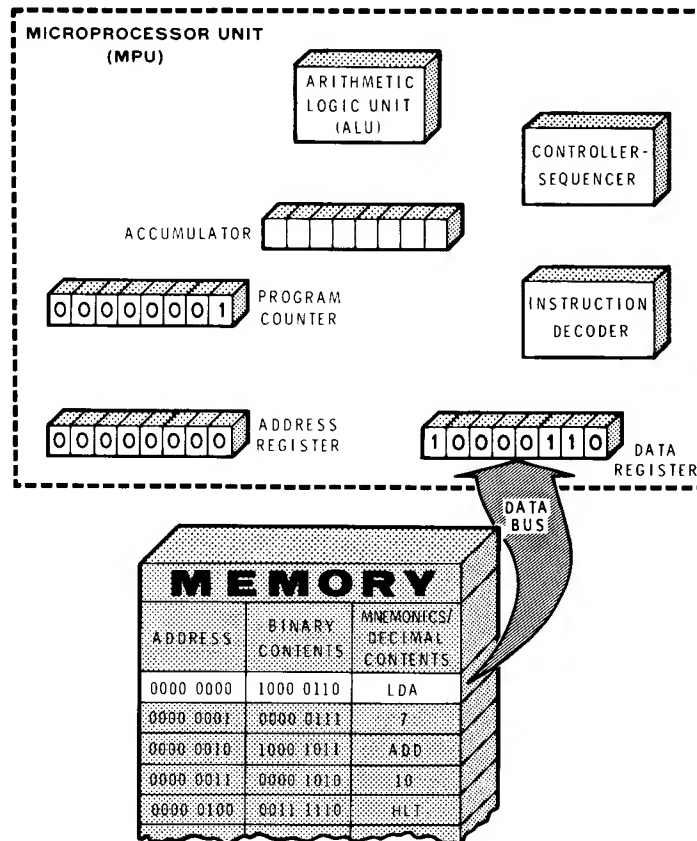 MICROPROCESSOR UNIT
(MPU)
ARITHMETIC
LOGIC UNIT
(ALU)
CONTROLLER-
SEQUENCER
ACCUMULATOR
00000001
PROGRAM
COUNTER
INSTRUCTION
DECODER
00000000
ADDRESS
REGISTER
10000110
DATA
REGISTER
DATA
BUS
MEMORY
ADDRESS BINARY CONTENTS MNEMONICS/ DECIMAL CONTENTS
0000 0000 1000 0110 LDA
0000 0001 0000 0111 7
0000 0010 1000 1011 ADD
0000 0011 0000 1010 10
0000 0100 0011 1110 HLT